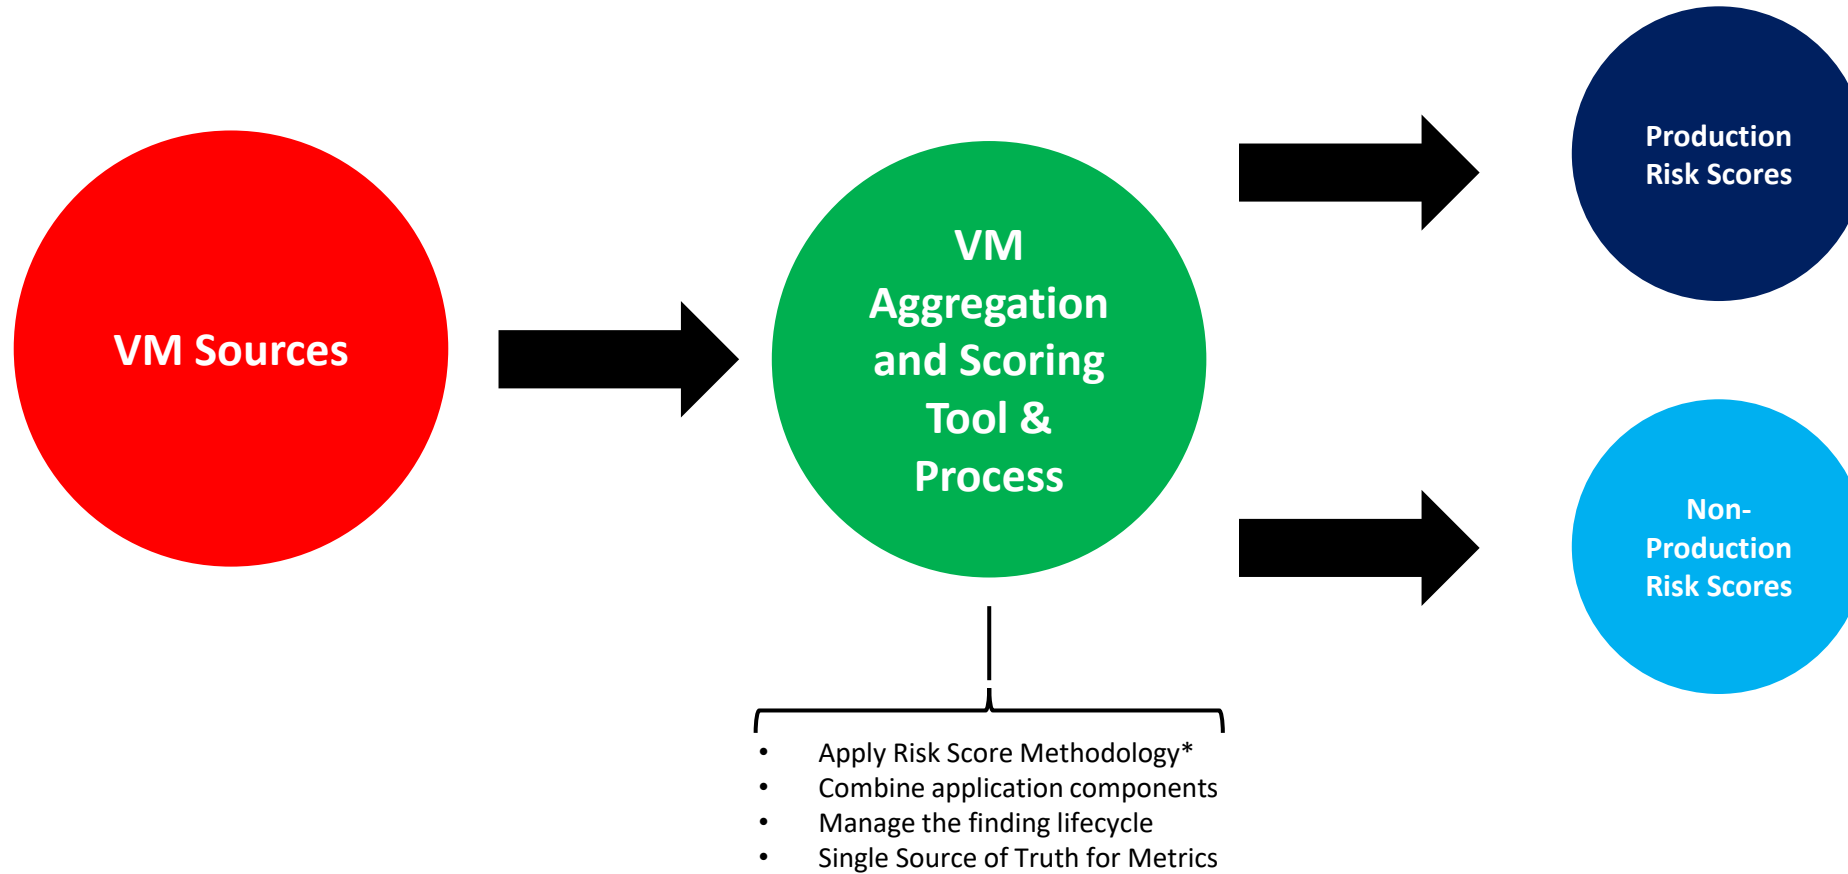 VM Sources
VM
Aggregation
and Scoring
Tool &
Process
Production
Risk Scores
Non-
Production
Risk Scores
• Apply Risk Score Methodology*
• Combine application components
• Manage the finding lifecycle
• Single Source of Truth for Metrics